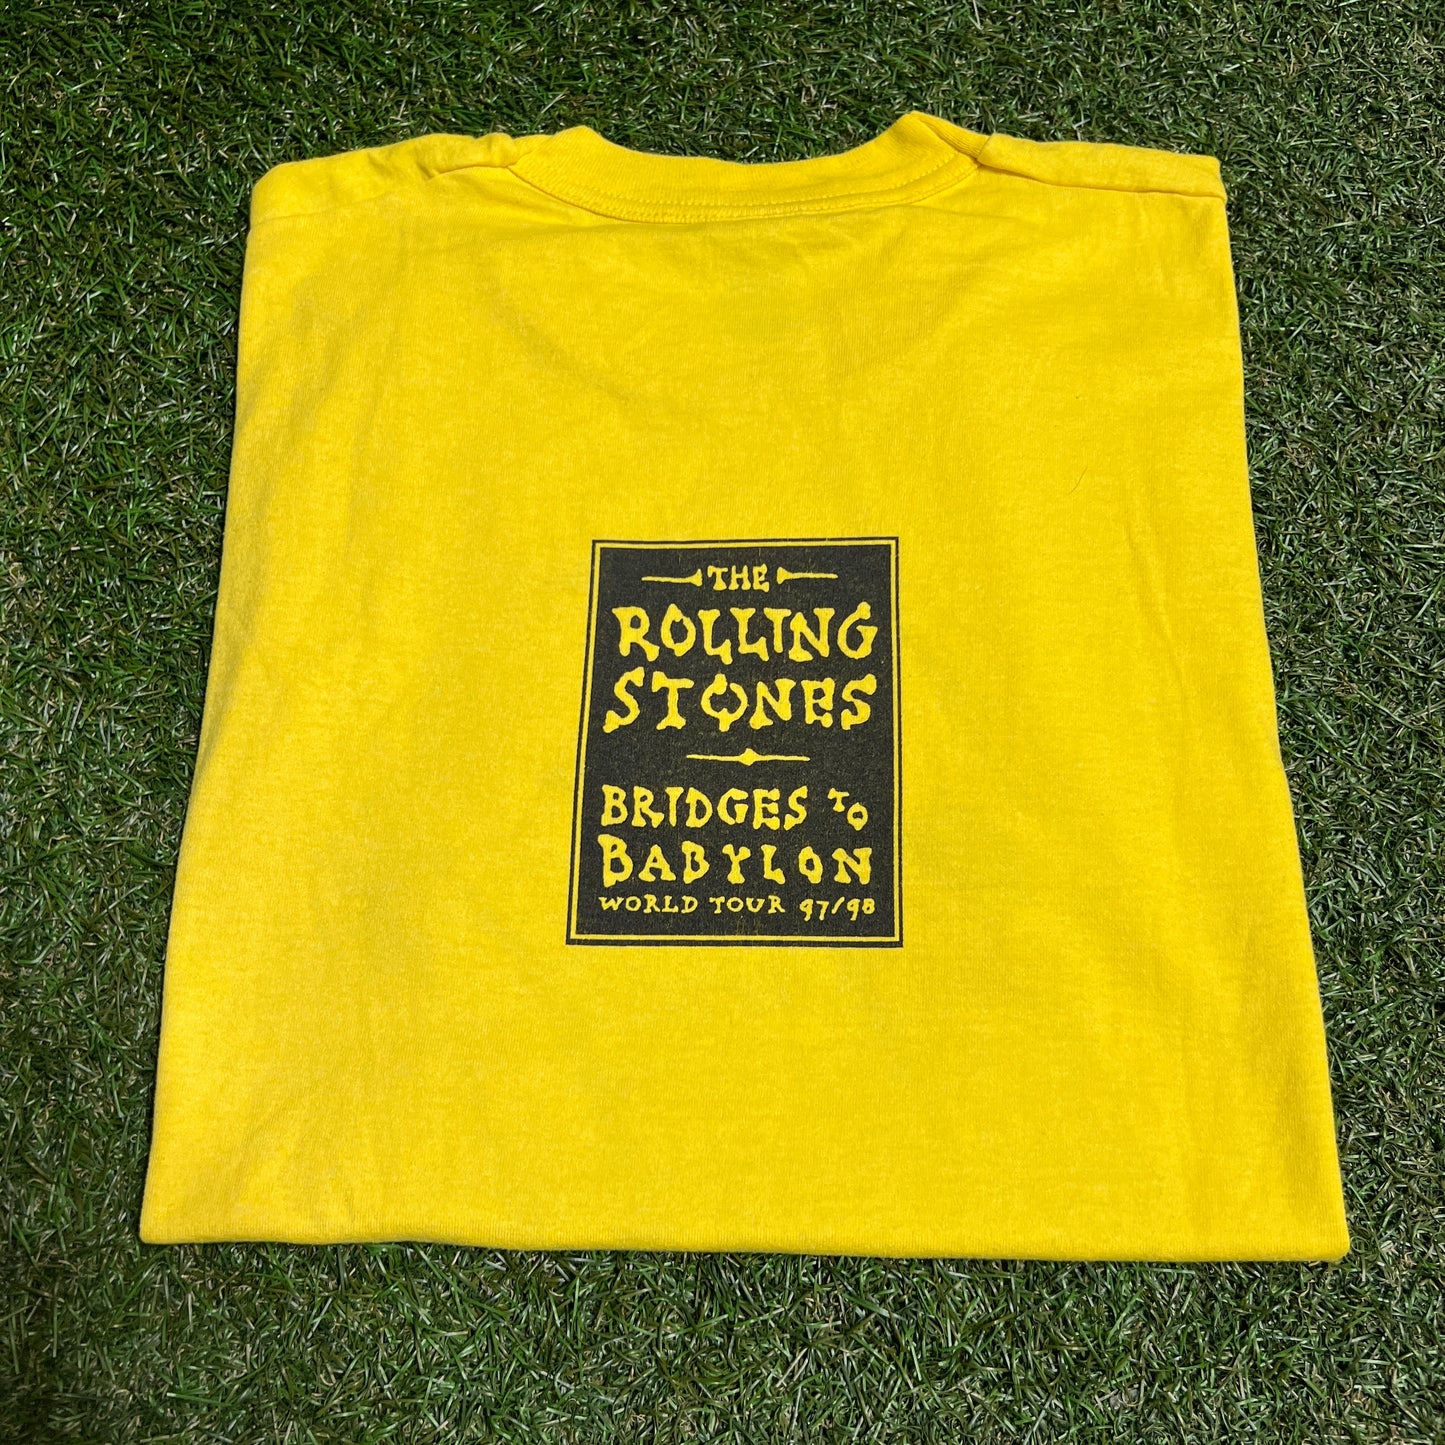 THE
ROLLING
STONES
BRIDGES TO
BABYLON
WORLD TOUR 97/98